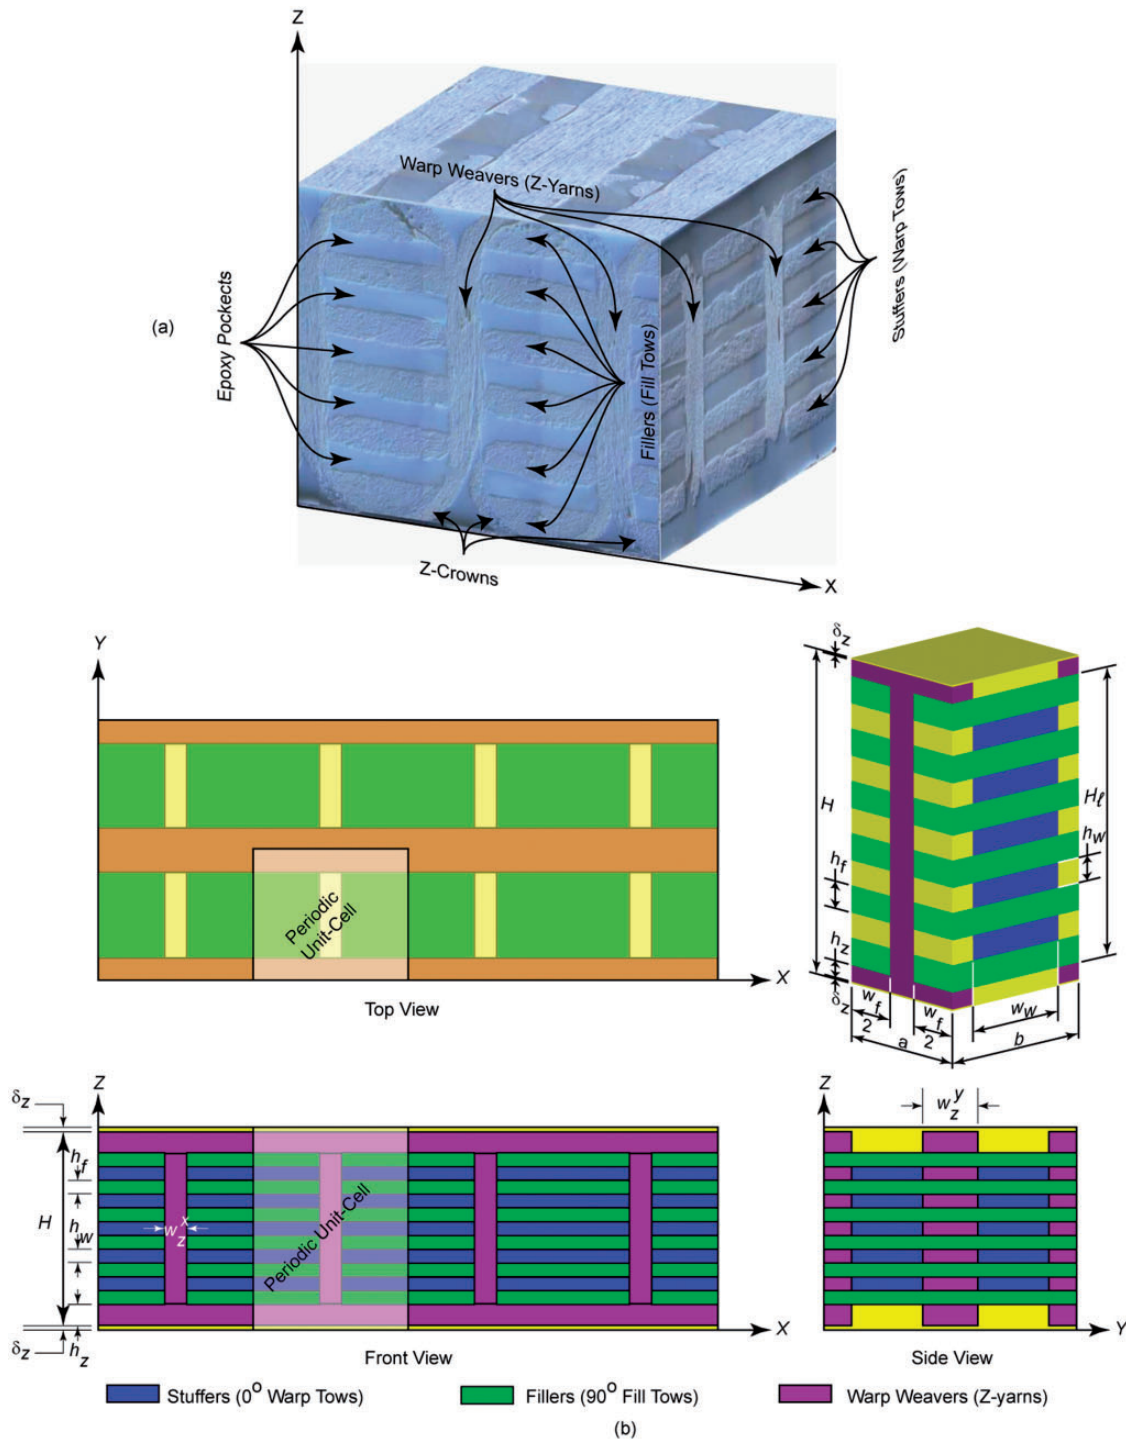 Z
Warp Weavers (Z-Yarns)
Stuffers (Warp Tows)
(a)
Epoxy Pockects
Fillers (Fill Tows)
Z-Crowns
X
Y
Periodic
Unit-Cell
X
Top View
δz
H
Hℓ
hw
hf
hz
δz
wf
2
wf
2
a
ww
b
Z
δz
hf
H
hw
wzx
Periodic Unit-Cell
δz
hz
X
Front View
Z
wzy
Y
Side View
Stuffers (0O Warp Tows)
Fillers (90O Fill Tows)
Warp Weavers (Z-yarns)
(b)